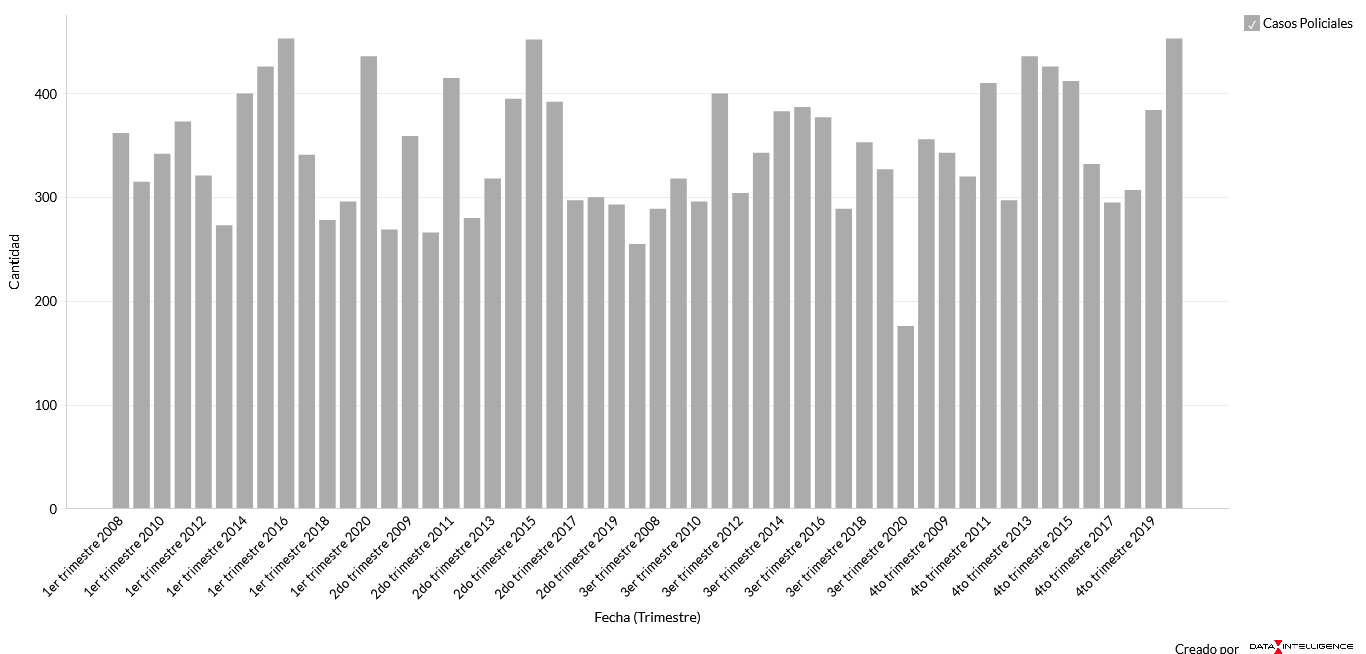 Casos Policiales
400
300
200
100
0
Cantidad
1er trimestre 2008
1er trimestre 2010
1er trimestre 2012
1er trimestre 2014
1er trimestre 2016
1er trimestre 2018
1er trimestre 2020
2do trimestre 2009
2do trimestre 2011
2do trimestre 2013
2do trimestre 2015
2do trimestre 2017
2do trimestre 2019
3er trimestre 2008
3er trimestre 2010
3er trimestre 2012
3er trimestre 2014
3er trimestre 2016
3er trimestre 2018
3er trimestre 2020
4to trimestre 2009
4to trimestre 2011
4to trimestre 2013
4to trimestre 2015
4to trimestre 2017
4to trimestre 2019
Fecha (Trimestre)
Creado por DATA INTELLIGENCE